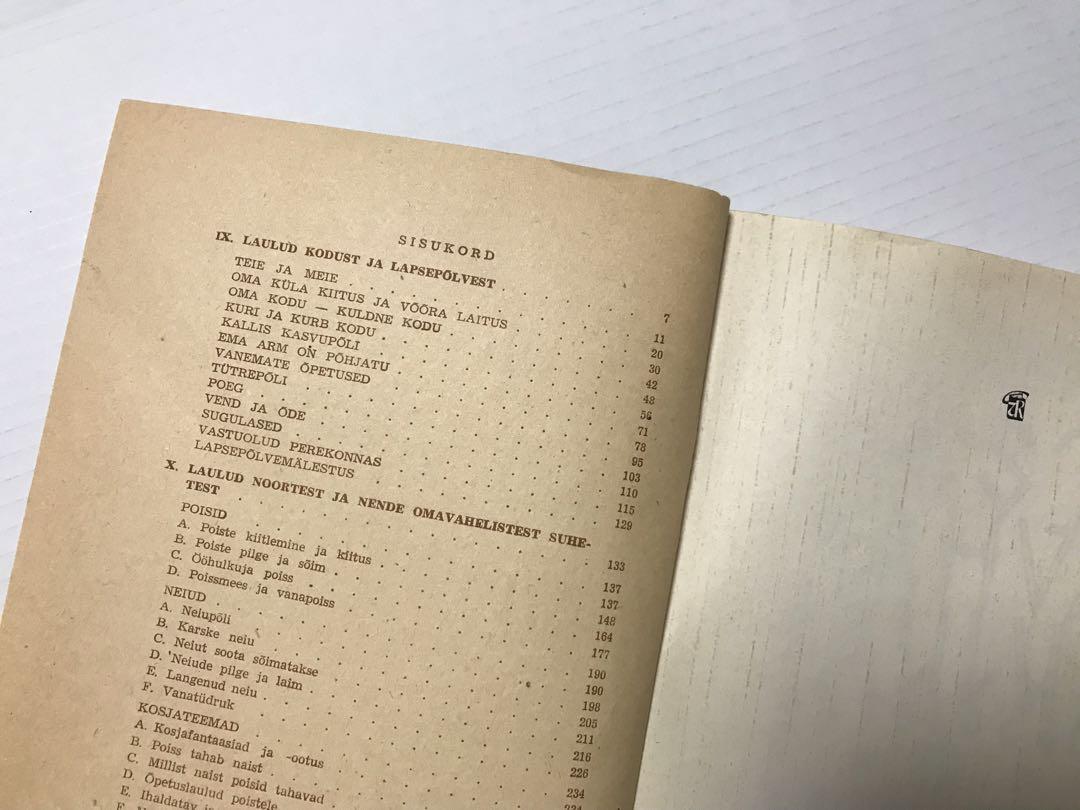 SISUKORD
IX. LAULUD KODUST JA LAPSEPÕLVEST . . . . 7
TEIE JA MEIE . . . . 11
OMA KÜLA KIITUS JA VÕÕRA LAITUS . . . . 20
OMA KODU — KULDNE KODU . . . . 30
KURI JA KURB KODU . . . . 42
KALLIS KASVUPÕLI . . . . 48
EMA ARM ON PÕHJATU . . . . 56
VANEMATE ÕPETUSED . . . . 71
TÜTREPÕLI . . . . 78
POEG . . . . 95
VEND JA ÕDE . . . . 103
SUGULASED . . . . 110
VASTUOLUD PEREKONNAS . . . . 115
LAPSEPÕLVEMÄLESTUS . . . . 129
X. LAULUD NOORTEST JA NENDE OMAVAHELISTEST SUHE-
TEST . . . . 133
POISID . . . . 137
A. Poiste kiitlemine ja kiitus . . . . 137
B. Poiste pilge ja sõim . . . . 148
C. Ööhulkuja poiss . . . . 164
D. Poissmees ja vanapoiss . . . . 177
NEIUD . . . . 190
A. Neiupõli . . . . 190
B. Karske neiu . . . . 198
C. Neiut soota sõimatakse . . . . 205
D. Neiude pilge ja laim . . . . 211
E. Langenud neiu . . . . 216
F. Vanatüdruk . . . . 226
KOSJATEEMAD . . . . 234
A. Kosjafantaasiad ja -ootus . . . . 234
B. Poiss tahab naist
C. Millist naist poisid tahavad
D. Õpetuslaulud poistele
E.
F.